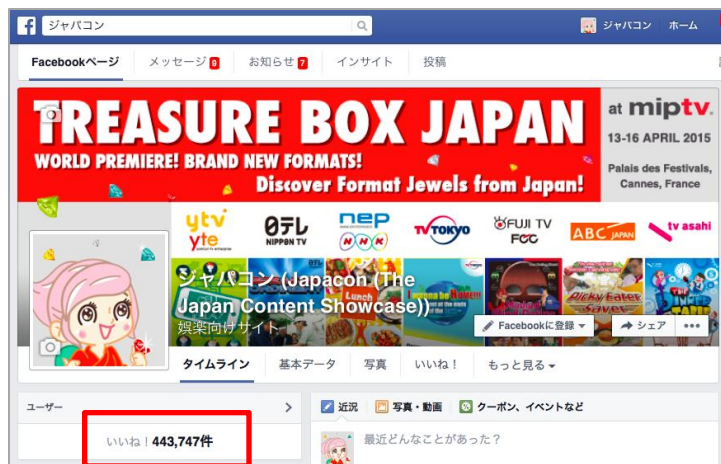 ジャパコン
ジャパコン ホーム
Facebookページ メッセージ 9 お知らせ 7 インサイト 投稿
TREASURE BOX JAPAN
WORLD PREMIERE! BRAND NEW FORMATS!
Discover Format Jewels from Japan!
at miptv.
13-16 APRIL 2015
Palais des Festivals,
Cannes, France
ytv
yte
日テレ
NIPPON TV
nep
NHK
TV TOKYO
FUJI TV
FCC
ABC JAPAN
tv asahi
ジャパコン (Japacon (The
Japan Content Showcase))
娯楽向けサイト
Lunch
Picky Eater
Saver
THE
INNER
Facebookに登録
シェア
タイムライン 基本データ 写真 いいね！ もっと見る
ユーザー
いいね！443,747件
近況 写真・動画 クーポン、イベントなど
最近どんなことがあった？